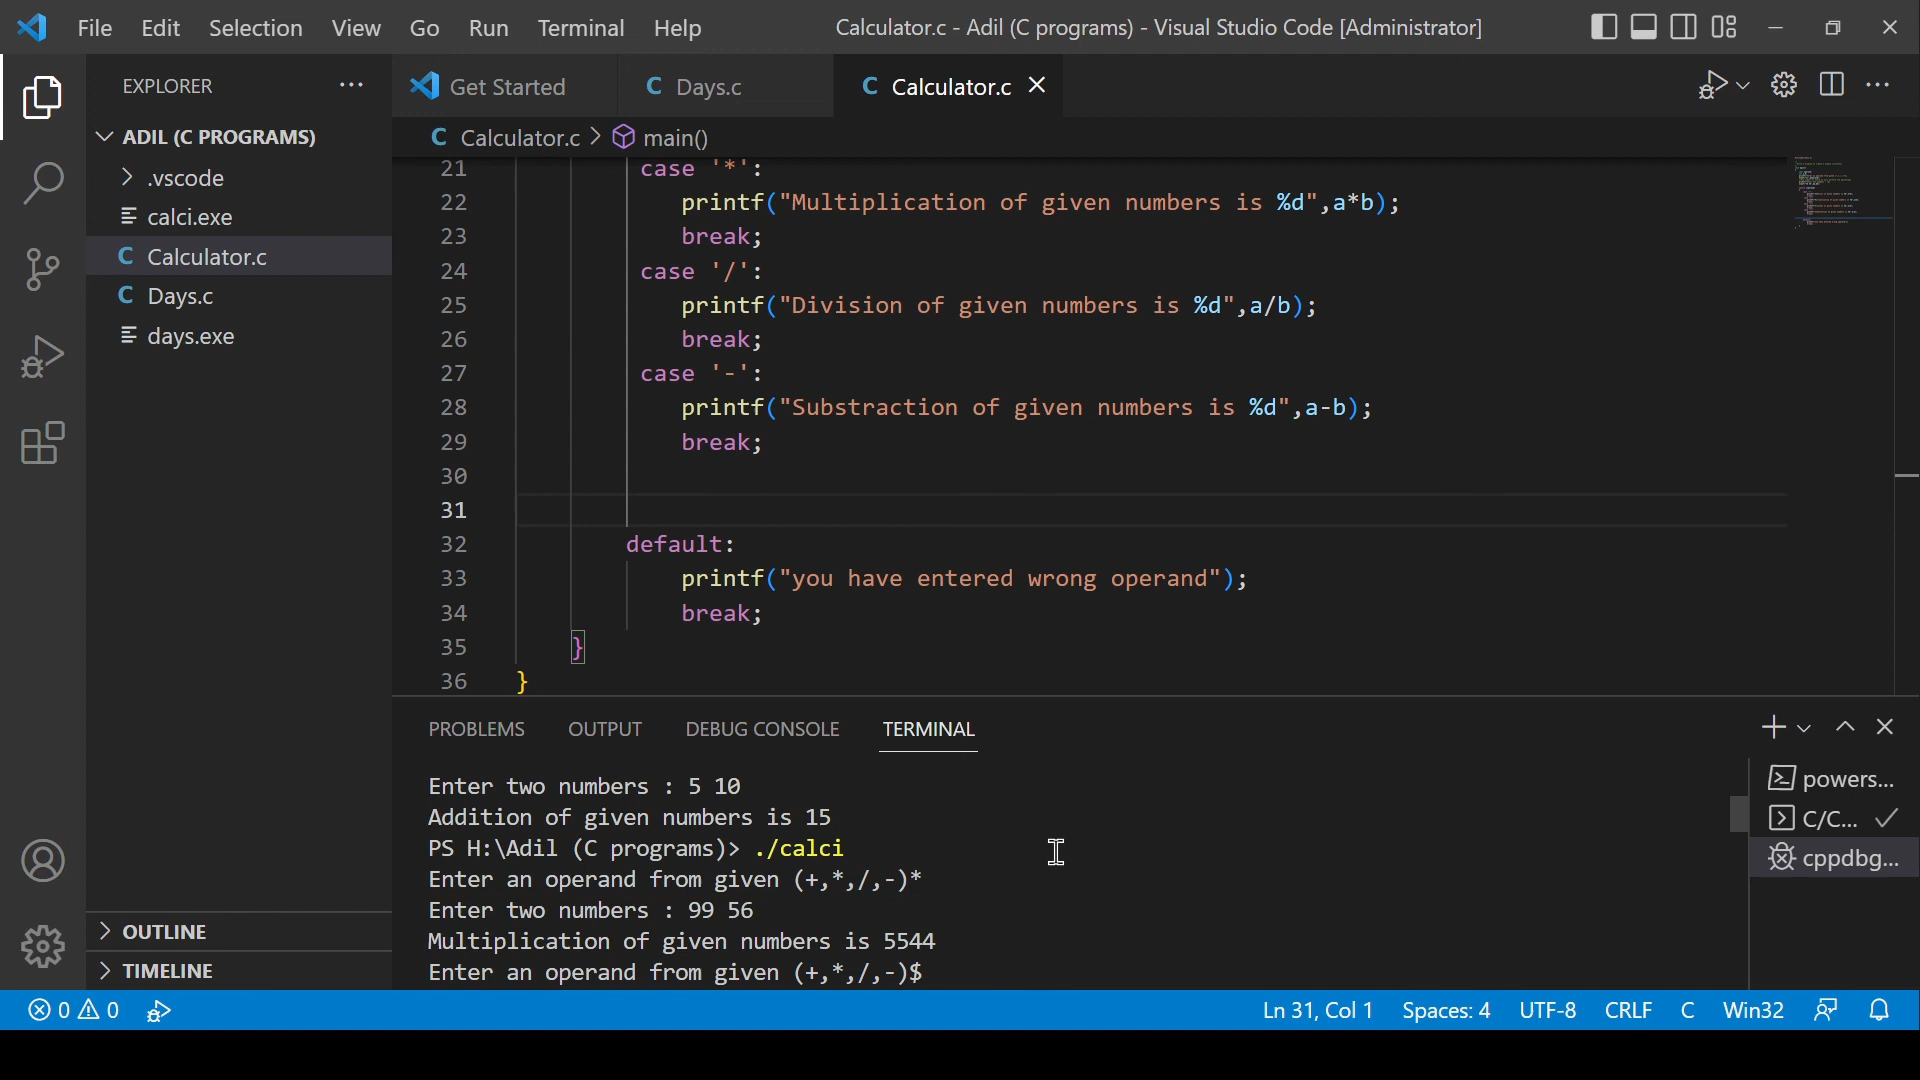 File Edit Selection View Go Run Terminal Help Calculator.c - Adil (C programs) - Visual Studio Code [Administrator]
EXPLORER ...
Get Started Days.c Calculator.c
ADIL (C PROGRAMS)
.vscode
calci.exe
Calculator.c
Days.c
days.exe
OUTLINE
TIMELINE
Calculator.c > main()
21 case '*':
22 printf("Multiplication of given numbers is %d",a*b);
23 break;
24 case '/':
25 printf("Division of given numbers is %d",a/b);
26 break;
27 case '-':
28 printf("Substraction of given numbers is %d",a-b);
29 break;
30
31
32 default:
33 printf("you have entered wrong operand");
34 break;
35 }
36 }
PROBLEMS OUTPUT DEBUG CONSOLE TERMINAL
Enter two numbers : 5 10
Addition of given numbers is 15
PS H:\Adil (C programs)> ./calci
Enter an operand from given (+,*,/,-)*
Enter two numbers : 99 56
Multiplication of given numbers is 5544
Enter an operand from given (+,*,/,-)$
powers...
C/C...
cppdbg...
0 0 Ln 31, Col 1 Spaces: 4 UTF-8 CRLF C Win32